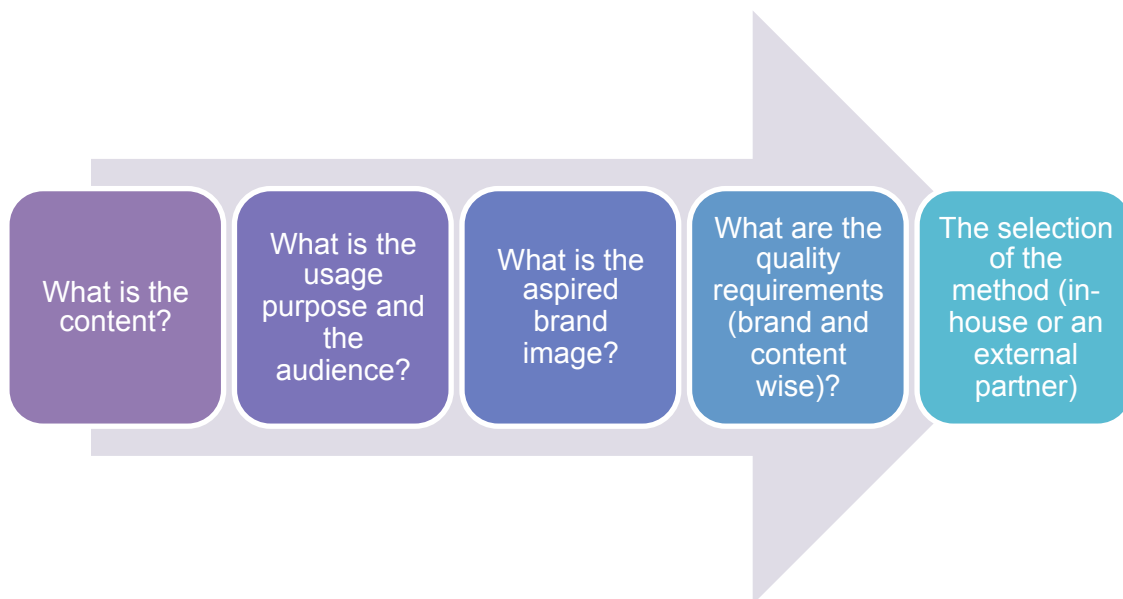 What is the
content?
What is the
usage
purpose and
the
audience?
What is the
aspired
brand
image?
What are the
quality
requirements
(brand and
content
wise)?
The selection
of the
method (in-
house or an
external
partner)